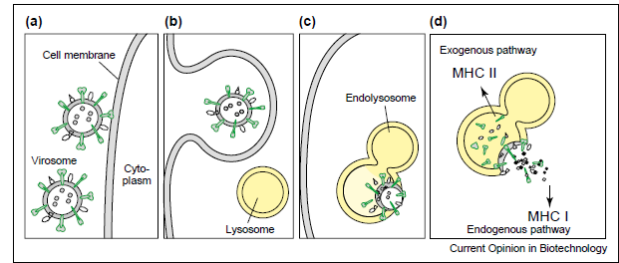 (a)
Cell membrane
Virosome
Cyto-
plasm
(b)
Lysosome
(c)
Endolysosome
(d)
Exogenous pathway
MHC II
MHC I
Endogenous pathway
Current Opinion in Biotechnology